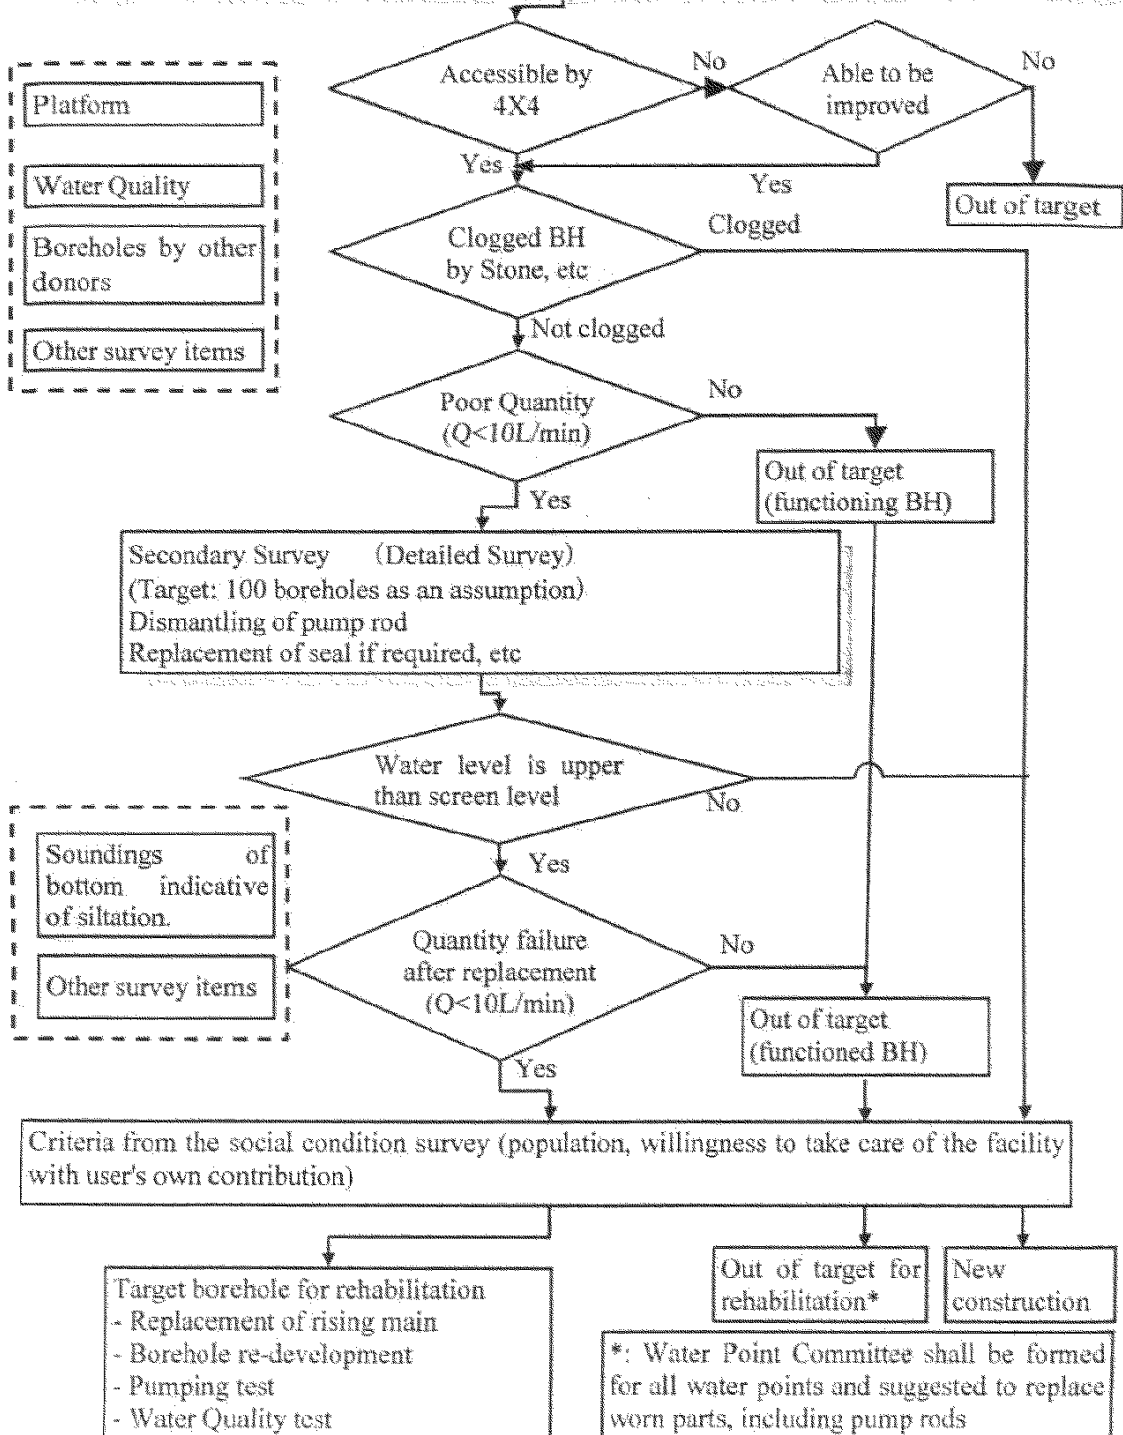 Accessible by
4X4
No
Able to be
improved
No
Platform
Yes
Yes
Water Quality
Out of target
Clogged
Clogged BH
by Stone, etc
Boreholes by other
donors
Not clogged
Other survey items
No
Poor Quantity
(Q<10L/min)
Out of target
(functioning BH)
Yes
Secondary Survey (Detailed Survey)
(Target: 100 boreholes as an assumption)
Dismantling of pump rod
Replacement of seal if required, etc
Water level is upper
than screen level
No
Yes
Soundings of
bottom indicative
of siltation.
Other survey items
Quantity failure
after replacement
(Q<10L/min)
No
Out of target
(functioned BH)
Yes
Criteria from the social condition survey (population, willingness to take care of the facility
with user's own contribution)
Target borehole for rehabilitation
- Replacement of rising main
- Borehole re-development
- Pumping test
- Water Quality test
Out of target for
rehabilitation*
New
construction
*: Water Point Committee shall be formed
for all water points and suggested to replace
worn parts, including pump rods